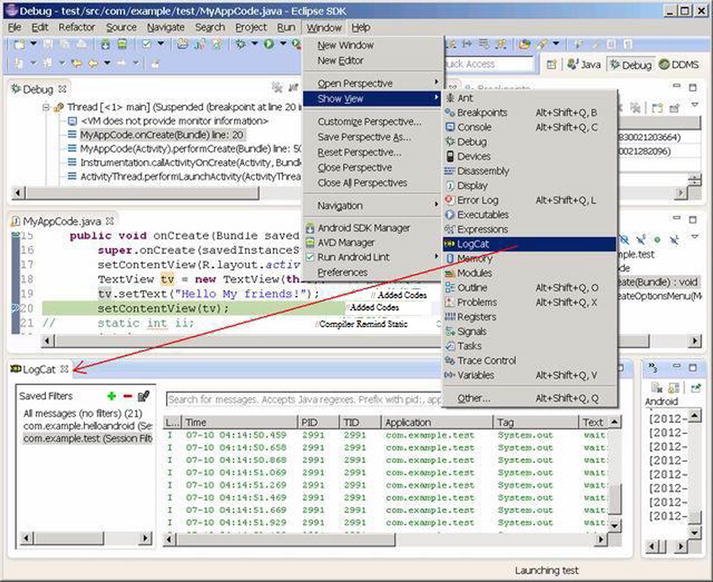 Debug - test/src/com/example/test/MyAppCode.java - Eclipse SDK
File Edit Refactor Source Navigate Search Project Run Window Help
Quick Access
Java Debug DDMS
New Window
New Editor
Open Perspective
Show View
Customize Perspective...
Save Perspective As...
Reset Perspective...
Close Perspective
Close All Perspectives
Navigation
Android SDK Manager
AVD Manager
Run Android Lint
Preferences
Ant
Breakpoints Alt+Shift+Q, B
Console Alt+Shift+Q, C
Debug
Devices
Disassembly
Display
Error Log Alt+Shift+Q, L
Executables
Expressions
LogCat
Memory
Modules
Outline Alt+Shift+Q, O
Problems Alt+Shift+Q, X
Registers
Signals
Tasks
Trace Control
Variables Alt+Shift+Q, V
Other... Alt+Shift+Q, Q
Debug
Thread [<1> main] (Suspended (breakpoint at line 20 in
<VM does not provide monitor information>
MyAppCode.onCreate(Bundle) line: 20
MyAppCode(Activity).performCreate(Bundle) line: 50
Instrumentation.callActivityOnCreate(Activity, Bund
ActivityThread.performLaunchActivity(ActivityThrea
Breakpoints
830021203664)
0021282096)
MyAppCode.java
15 public void onCreate(Bundle saved
16 super.onCreate(savedInstanceSt
17 setContentView(R.layout.activ
18 TextView tv = new TextView(th
19 tv.setText("Hello My friends!"); // Added Codes
20 setContentView(tv); // Added Codes
21 // static int ii; //Compiler Remind Static
e.test
ode
reate(Bundle) : void
reateOptionsMenu(M
LogCat
Saved Filters
All messages (no filters) (21)
com.example.helloandroid (Se
com.example.test (Session Filt
Search for messages. Accepts Java regexes. Prefix with pid:, app
L... Time PID TID Application Tag Text
I 07-10 04:14:50.459 2991 2991 com.example.test System.out wait
I 07-10 04:14:50.658 2991 2991 com.example.test System.out wait
I 07-10 04:14:50.868 2991 2991 com.example.test System.out wait
I 07-10 04:14:51.069 2991 2991 com.example.test System.out wait
I 07-10 04:14:51.269 2991 2991 com.example.test System.out wait
I 07-10 04:14:51.469 2991 2991 com.example.test System.out wait
I 07-10 04:14:51.669 2991 2991 com.example.test System.out wait
I 07-10 04:14:51.929 2991 2991 com.example.test System.out wait
Android
[2012-
[2012-
[2012-
[2012-
[2012-
[2012-
[2012-
[2012-
Launching test